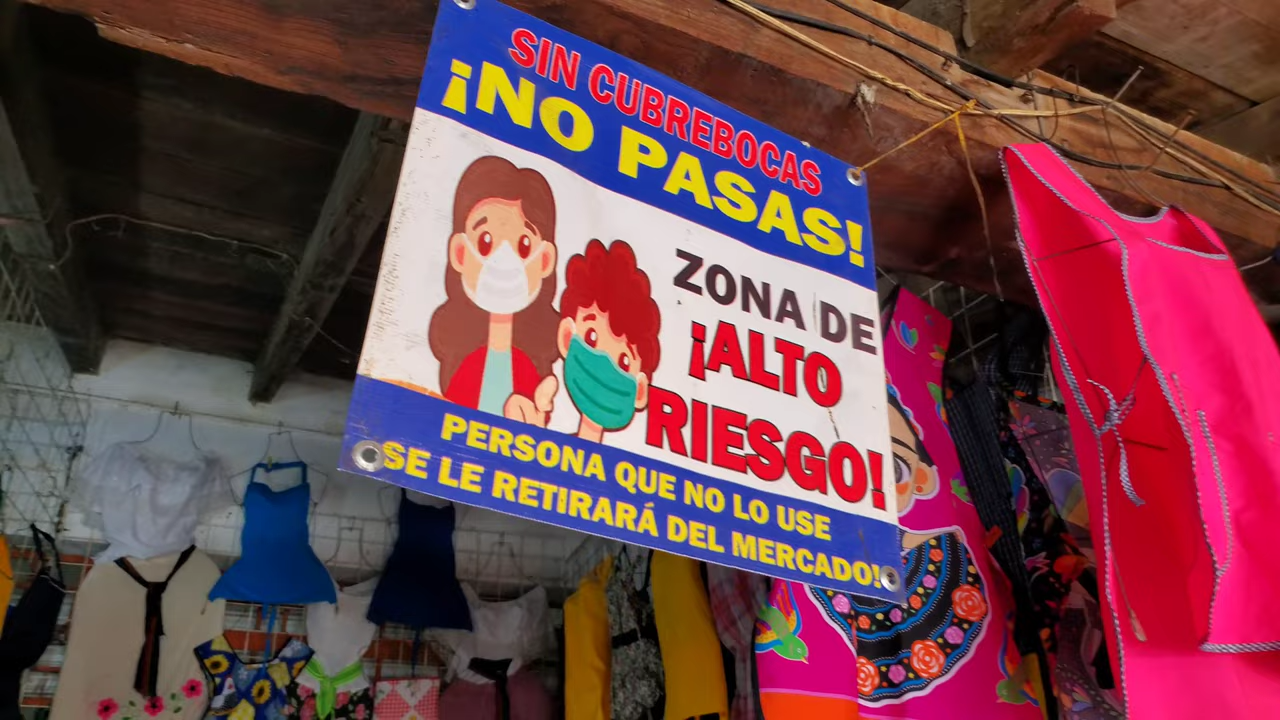 SIN CUBREBOCAS
¡NO PASAS!
ZONA DE
¡ALTO
RIESGO!
PERSONA QUE NO LO USE
SE LE RETIRARÁ DEL MERCADO!